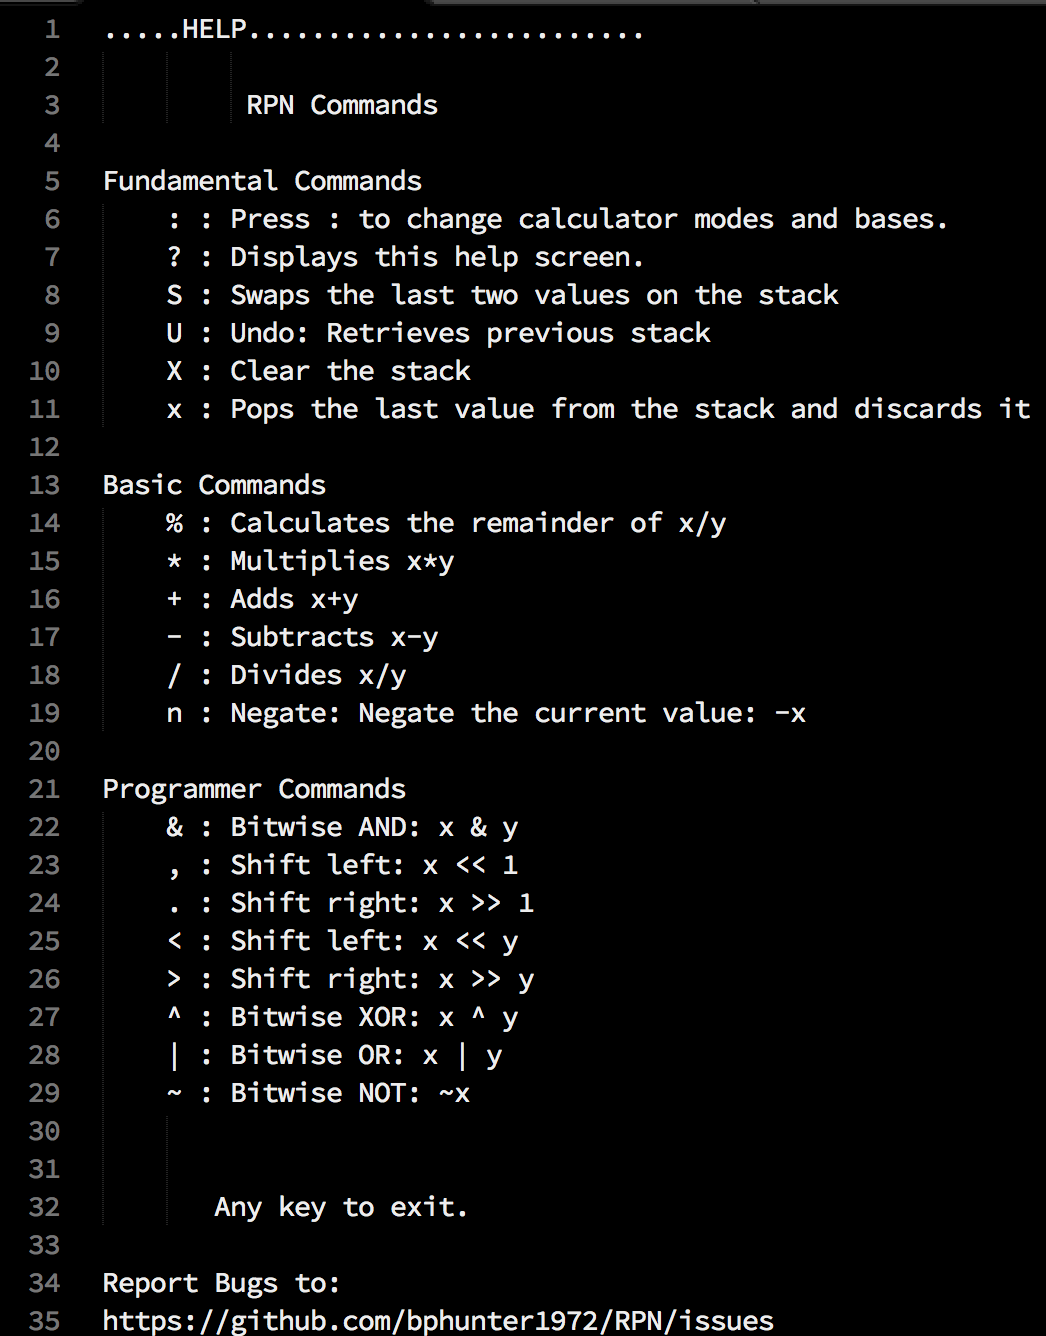 1 .....HELP.........................
2
3 RPN Commands
4
5 Fundamental Commands
6 : : Press : to change calculator modes and bases.
7 ? : Displays this help screen.
8 S : Swaps the last two values on the stack
9 U : Undo: Retrieves previous stack
10 X : Clear the stack
11 x : Pops the last value from the stack and discards it
12
13 Basic Commands
14 % : Calculates the remainder of x/y
15 * : Multiplies x*y
16 + : Adds x+y
17 - : Subtracts x-y
18 / : Divides x/y
19 n : Negate: Negate the current value: -x
20
21 Programmer Commands
22 & : Bitwise AND: x & y
23 , : Shift left: x << 1
24 . : Shift right: x >> 1
25 < : Shift left: x << y
26 > : Shift right: x >> y
27 ^ : Bitwise XOR: x ^ y
28 | : Bitwise OR: x | y
29 ~ : Bitwise NOT: ~x
30
31
32 Any key to exit.
33
34 Report Bugs to:
35 https://github.com/bphunter1972/RPN/issues